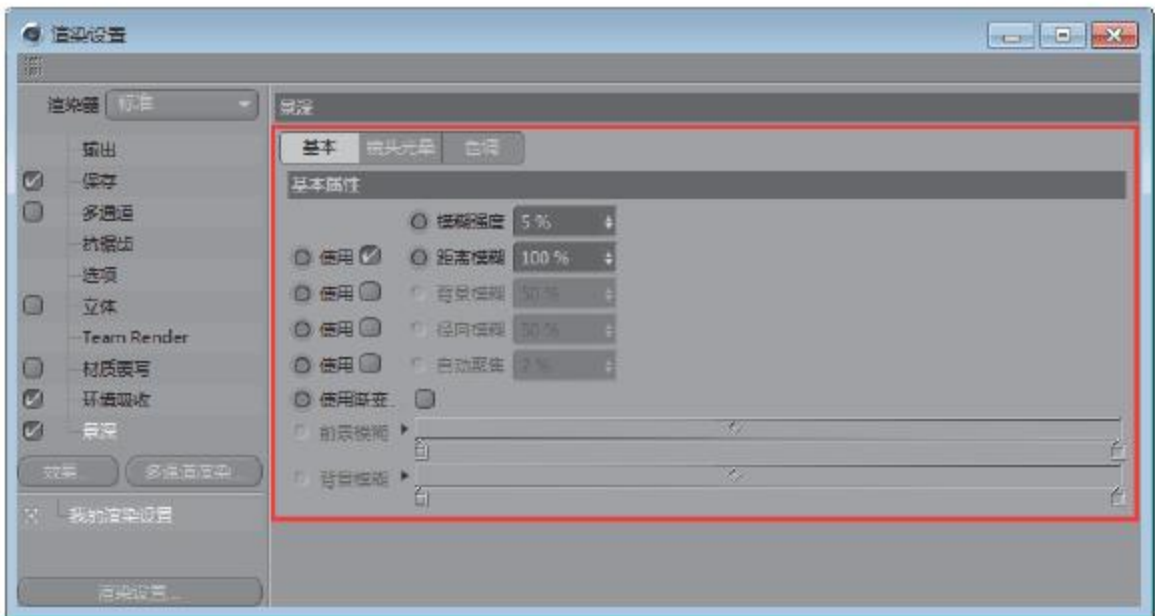 渲染设置
渲染器 标准
输出
保存
多通道
抗锯齿
选项
立体
Team Render
材质覆写
环境吸收
景深
效果...
多通道渲染...
我的渲染设置
渲染设置...
景深
基本 镜头光晕 色调
基本属性
模糊强度 5 %
使用 距离模糊 100 %
使用 背景模糊 50 %
使用 径向模糊 50 %
使用 自动聚焦 2 %
使用渐变..
前景模糊
背景模糊